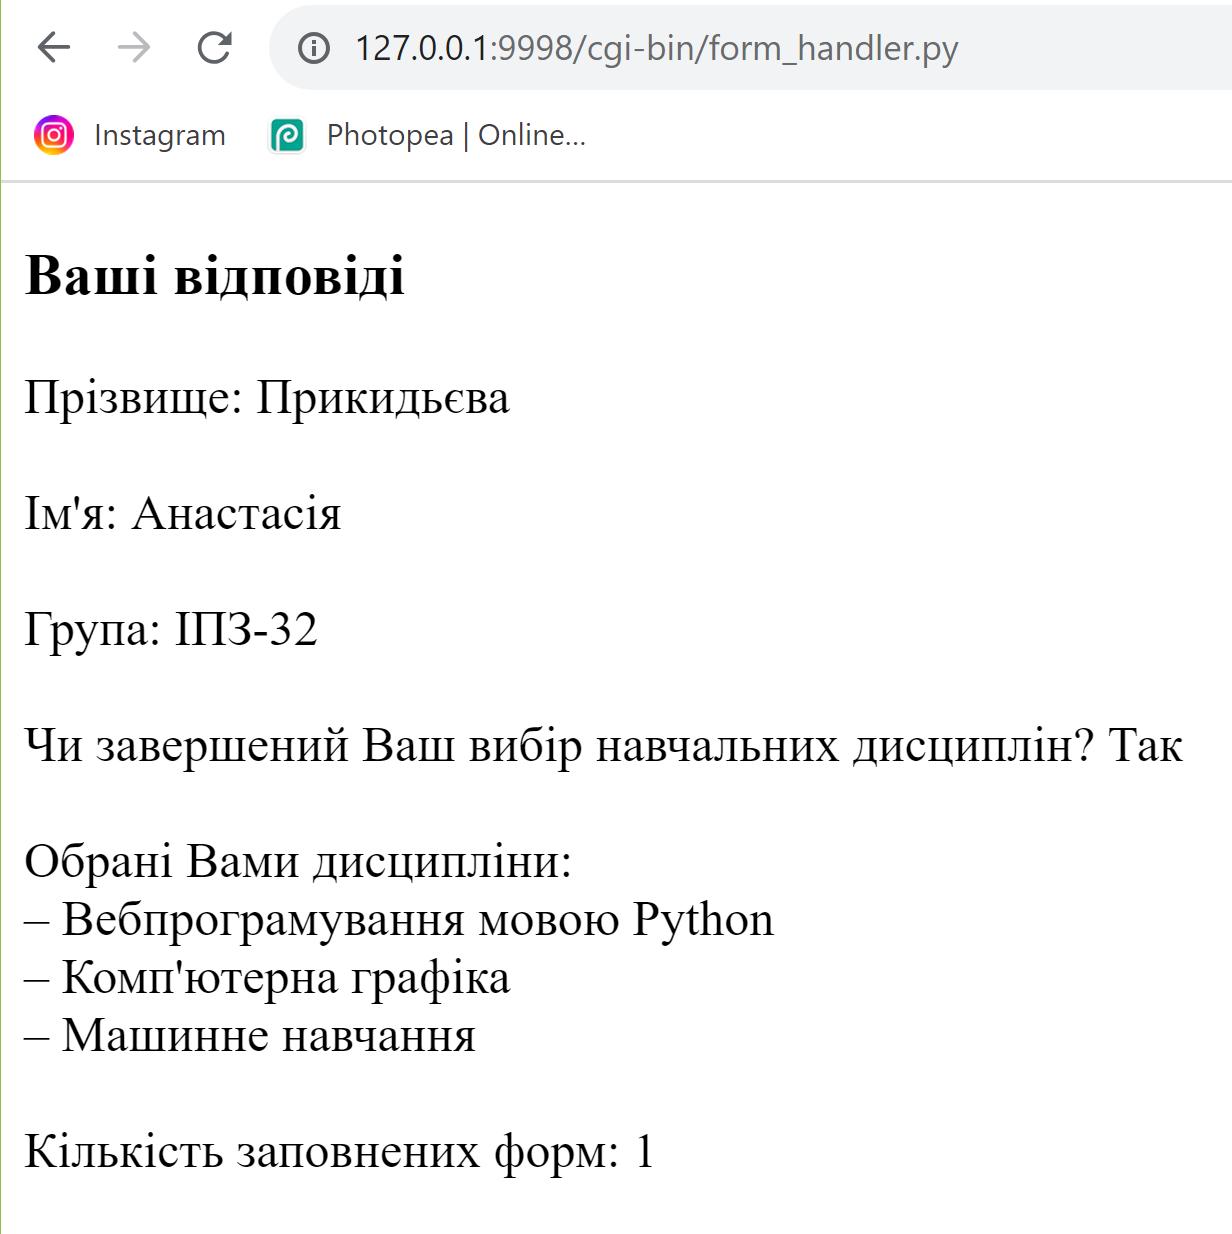 127.0.0.1:9998/cgi-bin/form_handler.py
Instagram
Photopea | Online...
Ваші відповіді
Прізвище: Прикидьєва
Ім'я: Анастасія
Група: ІПЗ-32
Чи завершений Ваш вибір навчальних дисциплін? Так
Обрані Вами дисципліни:
– Вебпрограмування мовою Python
– Комп'ютерна графіка
– Машинне навчання
Кількість заповнених форм: 1